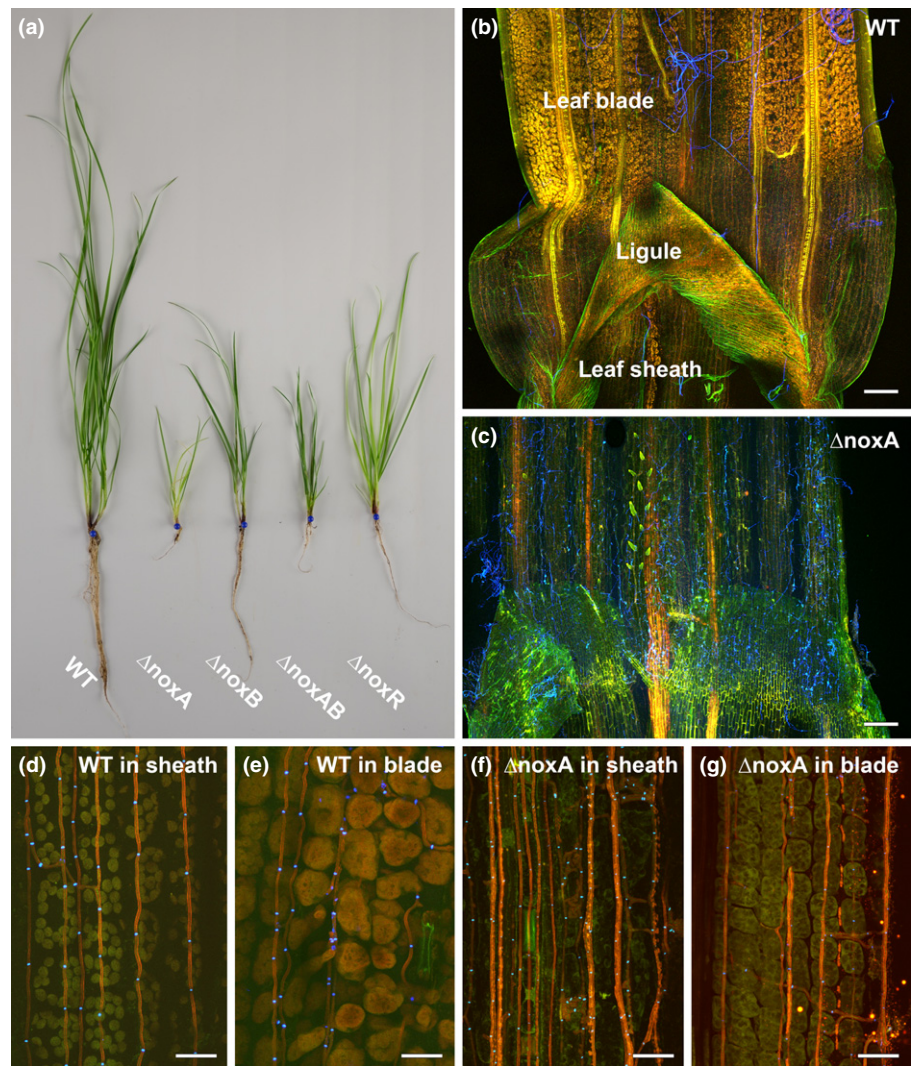 (a)
WT
ΔnoxA
ΔnoxB
ΔnoxAB
ΔnoxR
(b) WT
Leaf blade
Ligule
Leaf sheath
(c) ΔnoxA
(d) WT in sheath
(e) WT in blade
(f) ΔnoxA in sheath
(g) ΔnoxA in blade